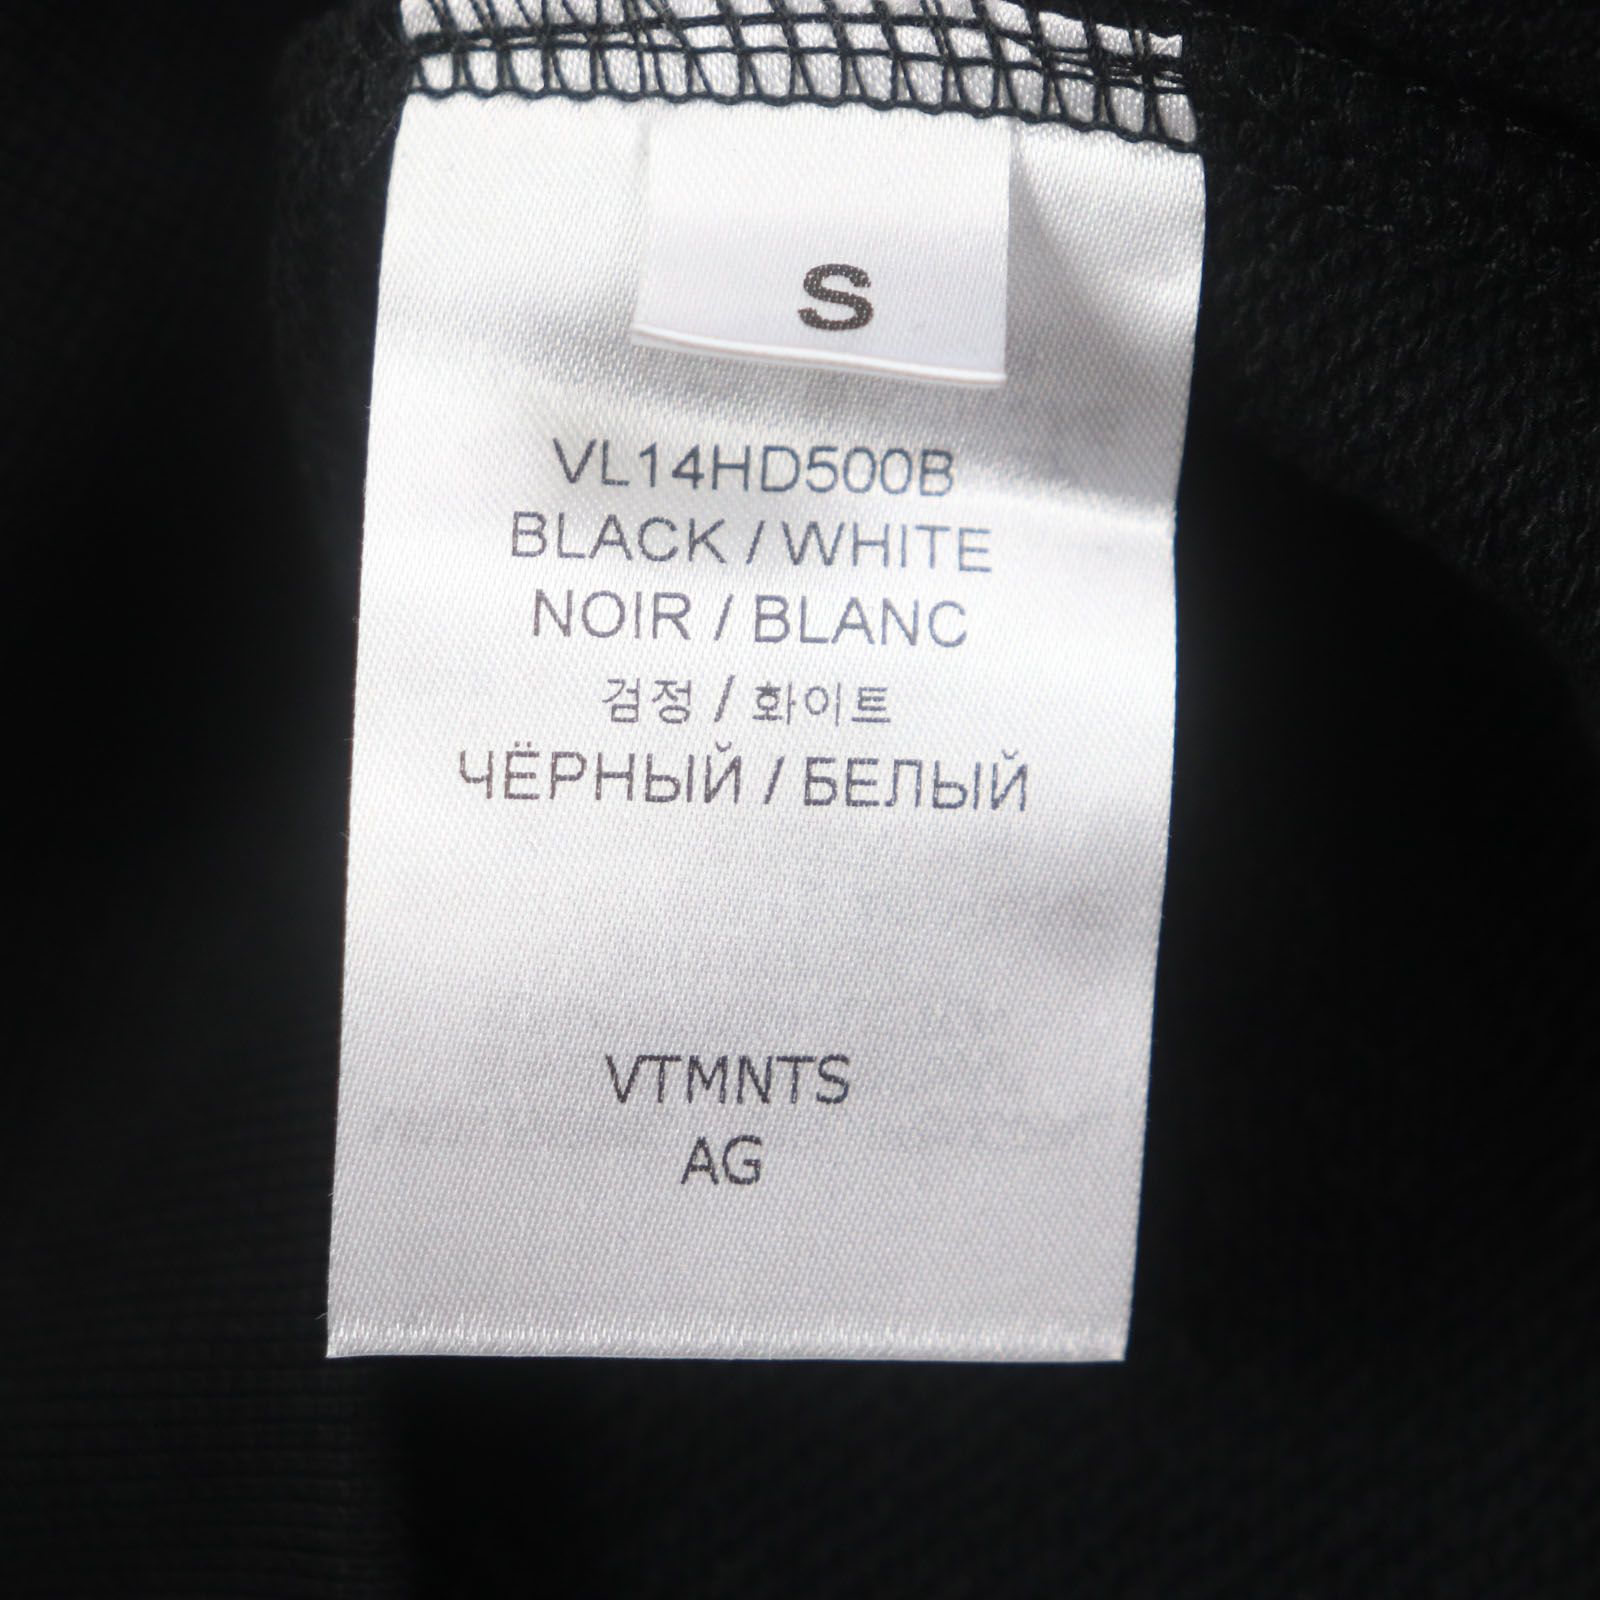 S
VL14HD500B
BLACK / WHITE
NOIR / BLANC
검정 / 화이트
ЧЁРНЫЙ / БЕЛЫЙ
VTMNTS
AG